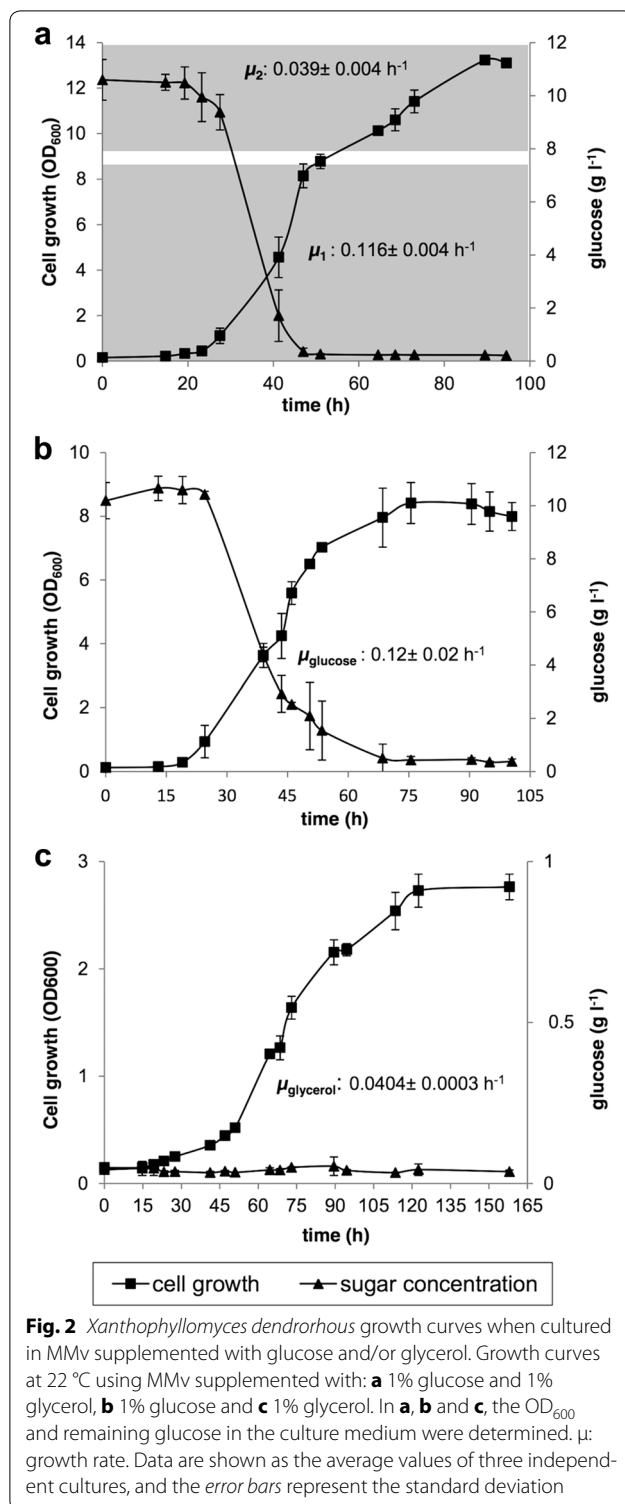 a
14
12
10
8
6
4
2
0
Cell growth (OD600)
μ2: 0.039± 0.004 h-1
μ1 : 0.116± 0.004 h-1
12
10
8
6
4
2
0
glucose (g l-1)
0 20 40 60 80 100
time (h)
b
10
8
6
4
2
0
Cell growth (OD600)
μglucose : 0.12± 0.02 h-1
12
10
8
6
4
2
0
glucose (g l-1)
0 15 30 45 60 75 90 105
time (h)
c
3
2
1
0
Cell growth (OD600)
μglycerol: 0.0404± 0.0003 h-1
1
0.5
0
glucose (g l-1)
0 15 30 45 60 75 90 105 120 135 150 165
time (h)
cell growth sugar concentration
Fig. 2 Xanthophyllomyces dendrorhous growth curves when cultured
in MMv supplemented with glucose and/or glycerol. Growth curves
at 22 °C using MMv supplemented with: a 1% glucose and 1%
glycerol, b 1% glucose and c 1% glycerol. In a, b and c, the OD600
and remaining glucose in the culture medium were determined. μ:
growth rate. Data are shown as the average values of three independ-
ent cultures, and the error bars represent the standard deviation